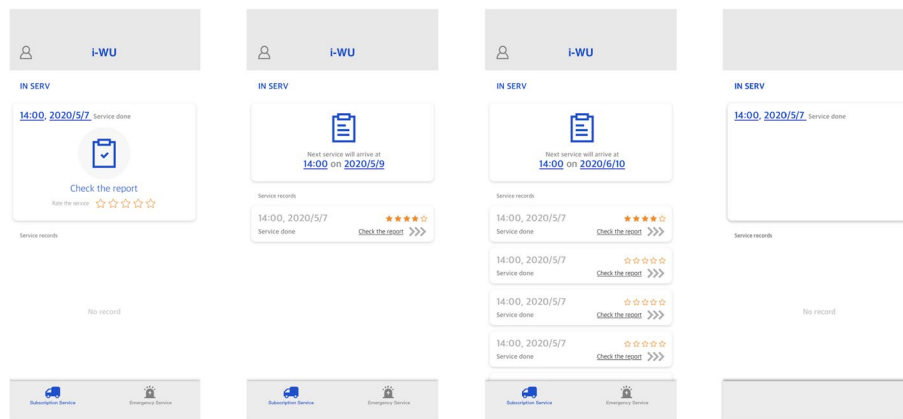 i-WU
IN SERV
14:00, 2020/5/7 Service done
Check the report
Rate the service
Service records
No record
Subscription Service
Emergency Service
i-WU
IN SERV
Next service will arrive at
14:00 on 2020/5/9
Service records
14:00, 2020/5/7
Service done
Check the report
Subscription Service
Emergency Service
i-WU
IN SERV
Next service will arrive at
14:00 on 2020/6/10
Service records
14:00, 2020/5/7
Service done
Check the report
14:00, 2020/5/7
Service done
Check the report
14:00, 2020/5/7
Service done
Check the report
14:00, 2020/5/7
Service done
Check the report
Subscription Service
Emergency Service
IN SERV
14:00, 2020/5/7 Service done
Service records
No record